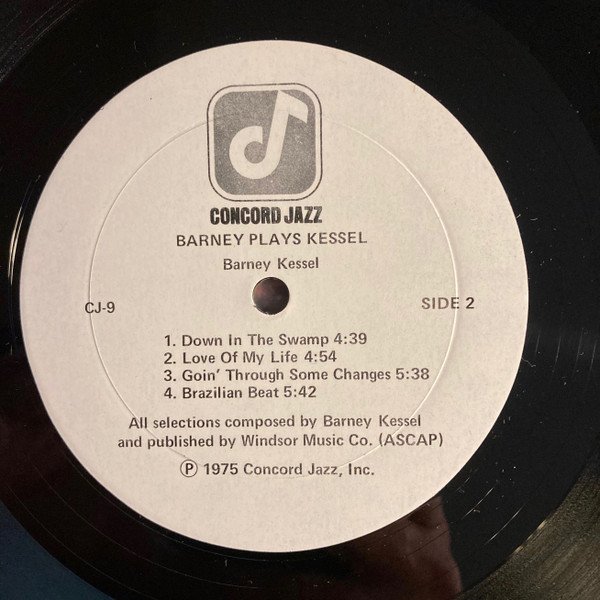 CONCORD JAZZ
BARNEY PLAYS KESSEL
Barney Kessel
CJ-9 SIDE 2
1. Down In The Swamp 4:39
2. Love Of My Life 4:54
3. Goin' Through Some Changes 5:38
4. Brazilian Beat 5:42
All selections composed by Barney Kessel
and published by Windsor Music Co. (ASCAP)
Ⓟ 1975 Concord Jazz, Inc.